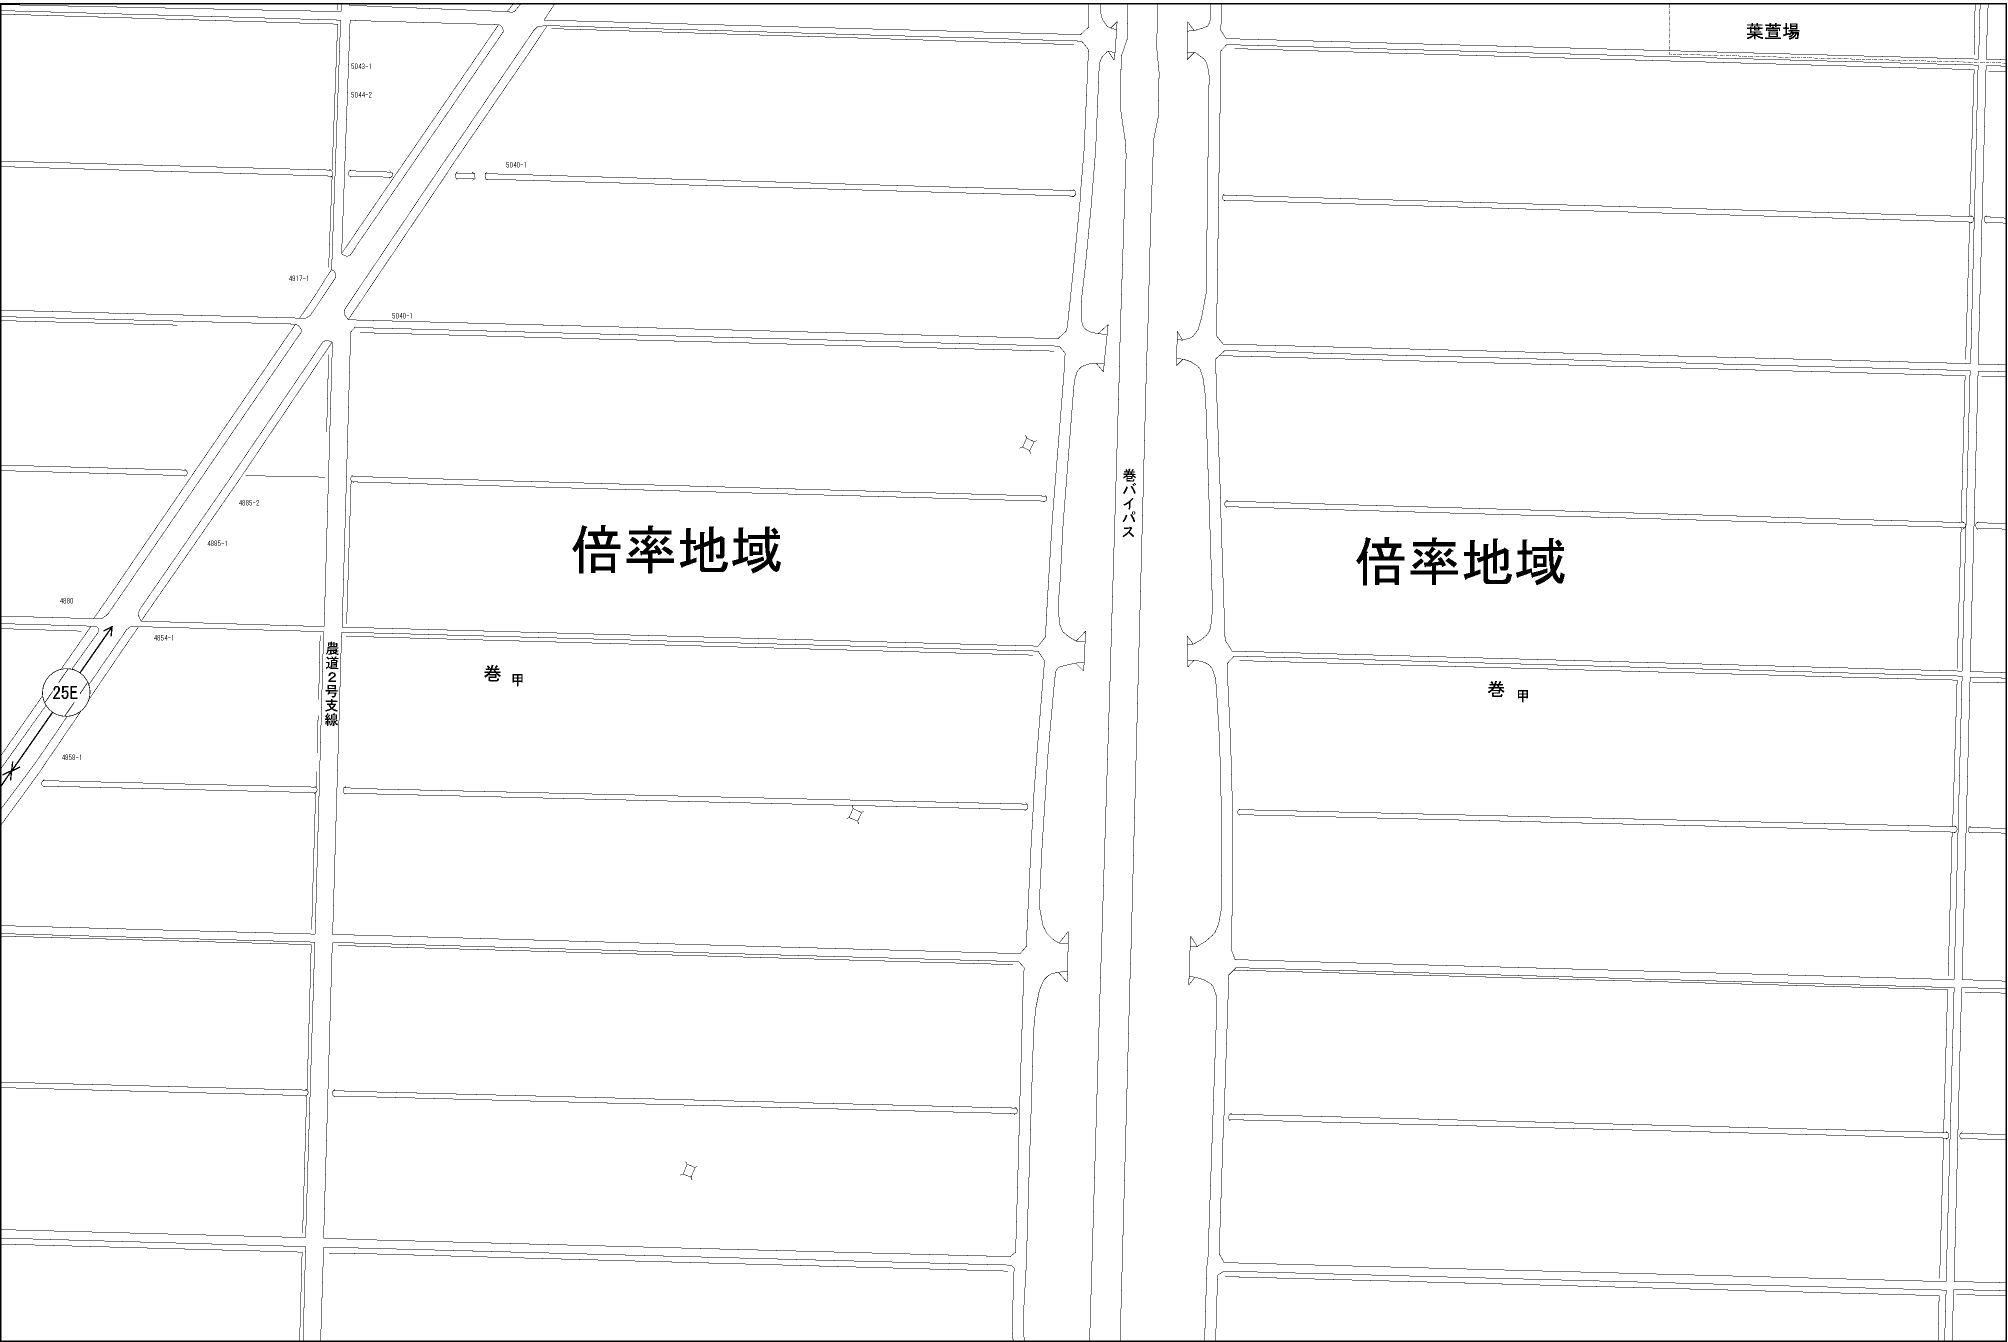 葉萱場
5043-1
5044-2
5040-1
4917-1
5040-1
巻バイパス
4885-2
4885-1
倍率地域
倍率地域
4880
4854-1
農道2号支線
巻 甲
巻 甲
25E
4858-1